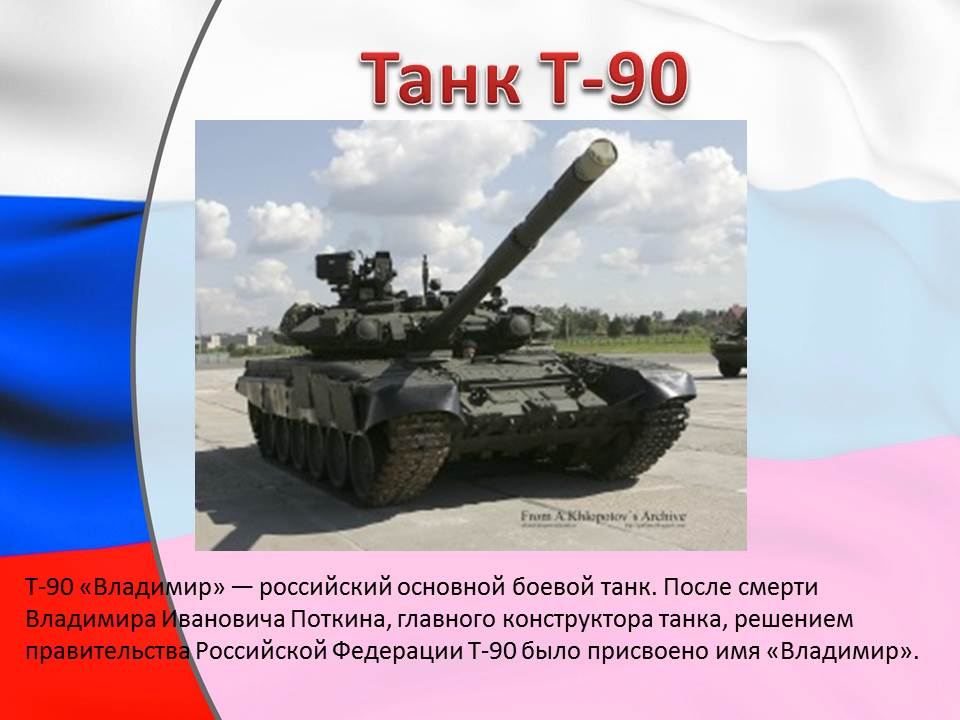 Танк Т-90
From A Khlopotov`s Archive
Т-90 «Владимир» — российский основной боевой танк. После смерти
Владимира Ивановича Поткина, главного конструктора танка, решением
правительства Российской Федерации Т-90 было присвоено имя «Владимир».